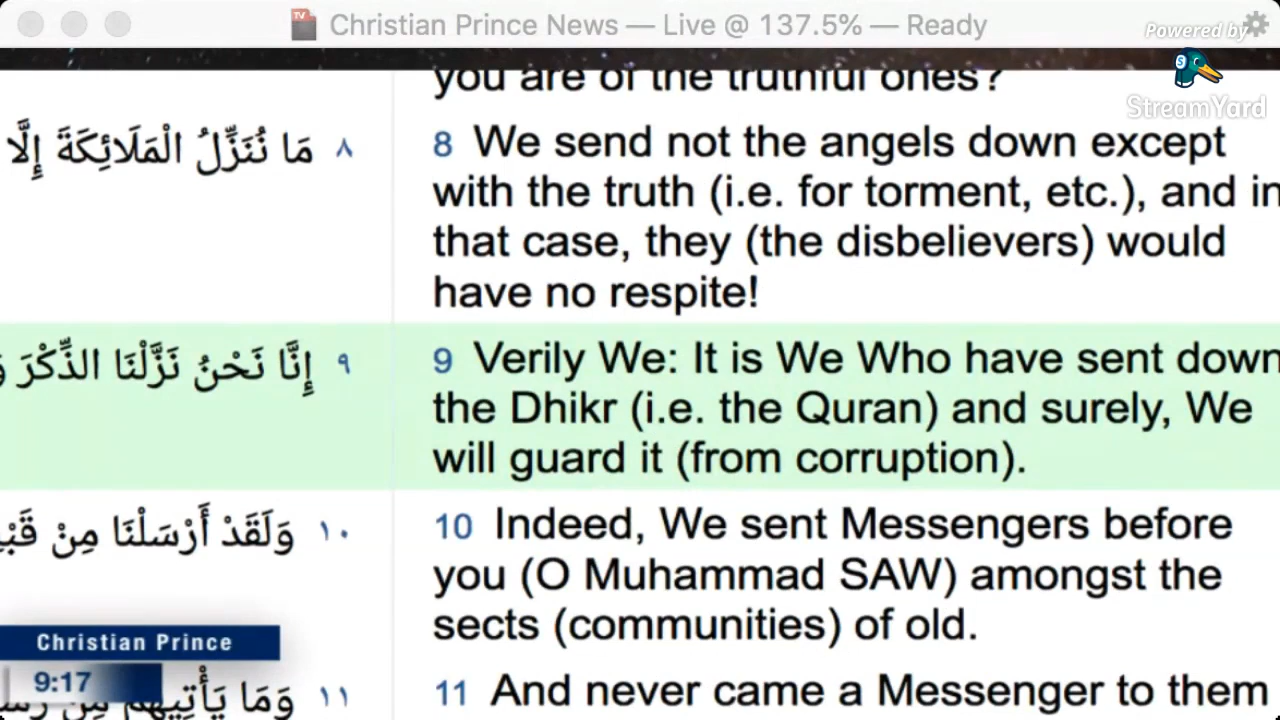 Christian Prince News — Live @ 137.5% — Ready
Powered by
StreamYard
you are of the truthful ones?
٨ مَا نُنَزِّلُ الْمَلَائِكَةَ إِلَّا
8 We send not the angels down except
with the truth (i.e. for torment, etc.), and in
that case, they (the disbelievers) would
have no respite!
٩ إِنَّا نَحْنُ نَزَّلْنَا الذِّكْرَ
9 Verily We: It is We Who have sent down
the Dhikr (i.e. the Quran) and surely, We
will guard it (from corruption).
١٠ وَلَقَدْ أَرْسَلْنَا مِنْ
10 Indeed, We sent Messengers before
you (O Muhammad SAW) amongst the
sects (communities) of old.
١١ وَمَا يَأْتِيهِم مِّن
11 And never came a Messenger to them
Christian Prince
9:17